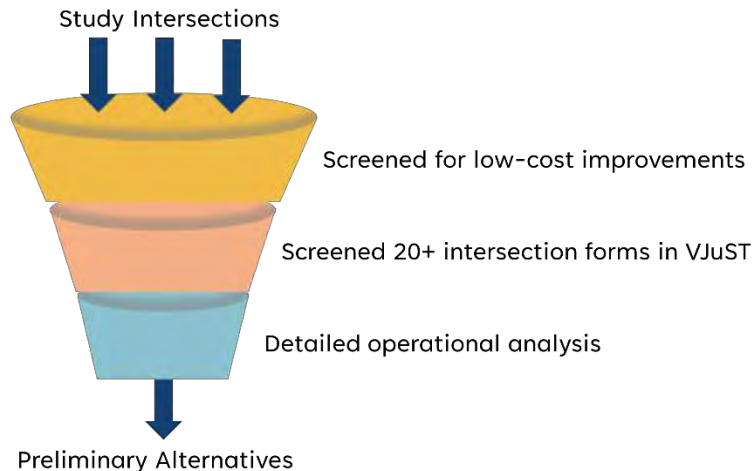 Study Intersections
Screened for low-cost improvements
Screened 20+ intersection forms in VJuST
Detailed operational analysis
Preliminary Alternatives